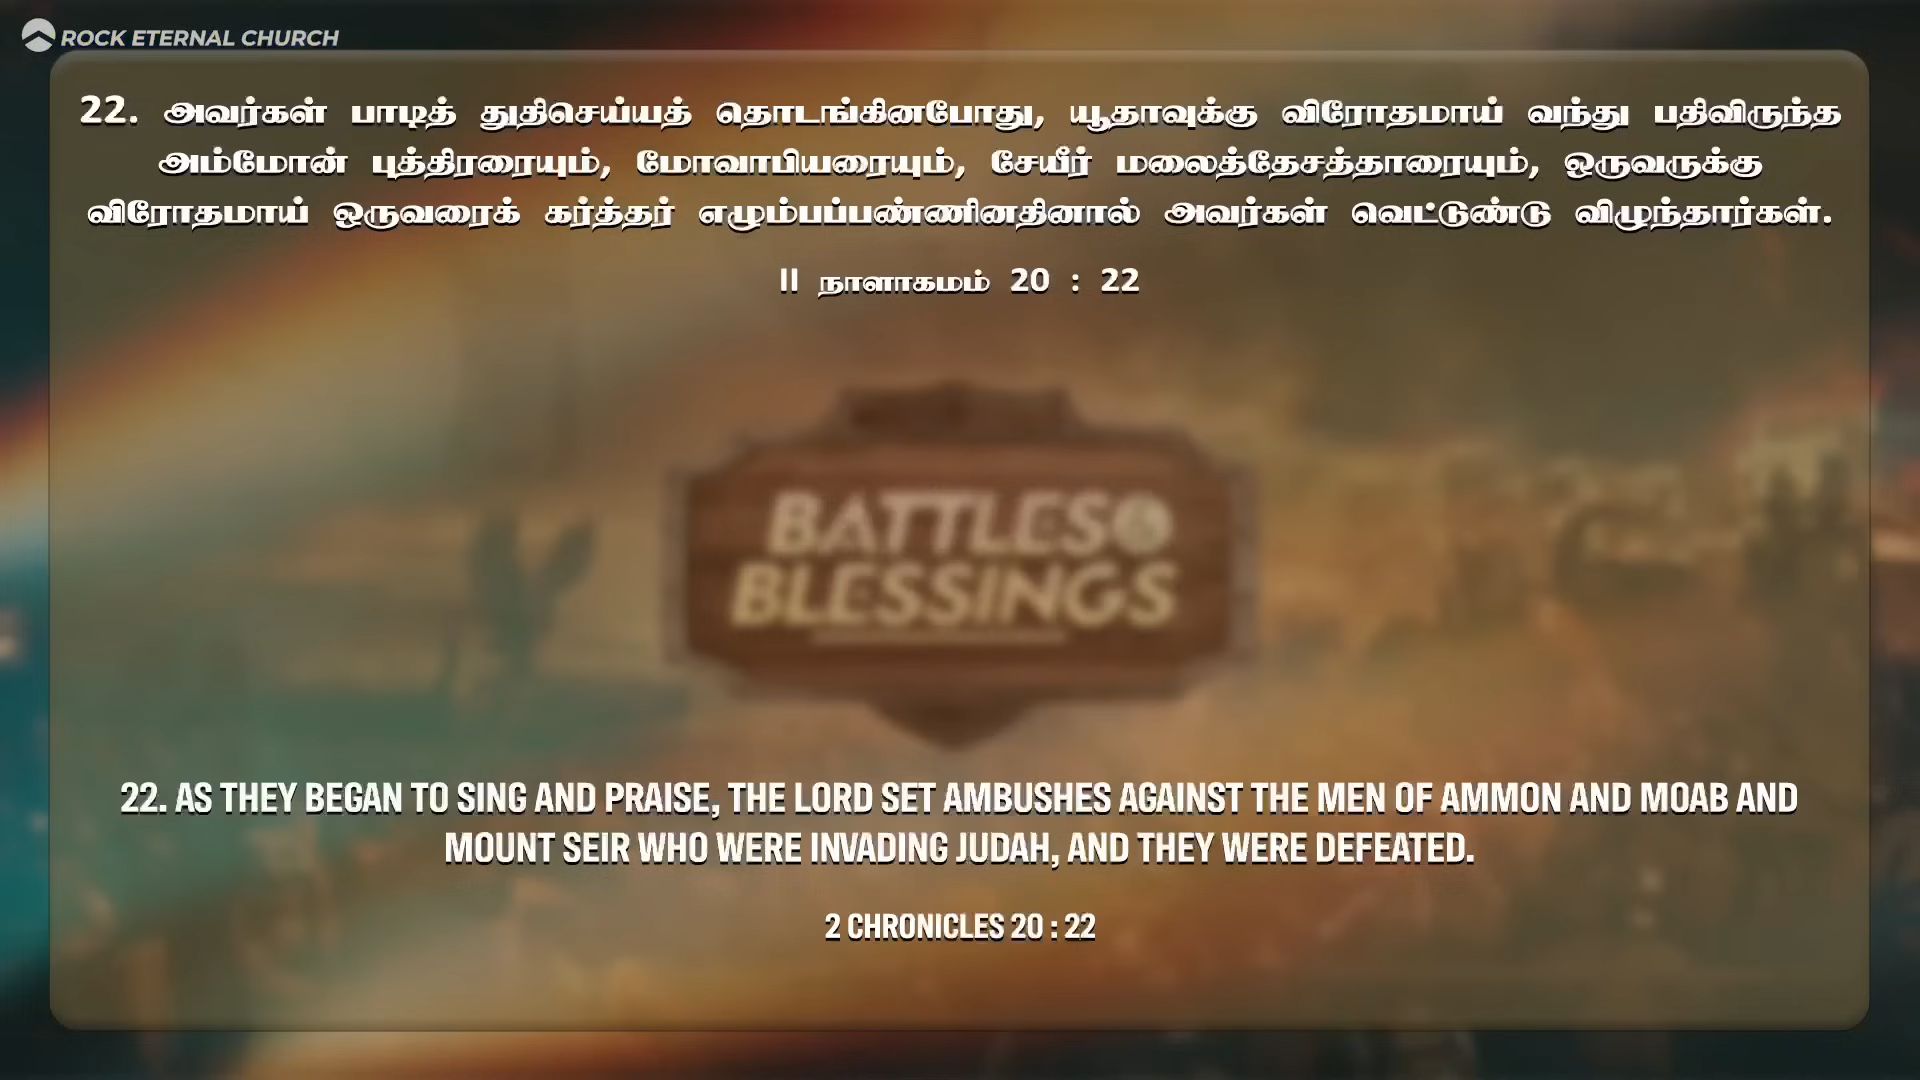 ROCK ETERNAL CHURCH
22. அவர்கள் பாடித் துதிசெய்யத் தொடங்கினபோது, யூதாவுக்கு விரோதமாய் வந்து பதிவிருந்த
அம்மோன் புத்திரரையும், மோவாபியரையும், சேயீர் மலைத்தேசத்தாரையும், ஒருவருக்கு
விரோதமாய் ஒருவரைக் கர்த்தர் எழும்பப்பண்ணினதினால் அவர்கள் வெட்டுண்டு விழுந்தார்கள்.
II நாளாகமம் 20 : 22
BATTLES &
BLESSINGS
22. AS THEY BEGAN TO SING AND PRAISE, THE LORD SET AMBUSHES AGAINST THE MEN OF AMMON AND MOAB AND
MOUNT SEIR WHO WERE INVADING JUDAH, AND THEY WERE DEFEATED.
2 CHRONICLES 20 : 22